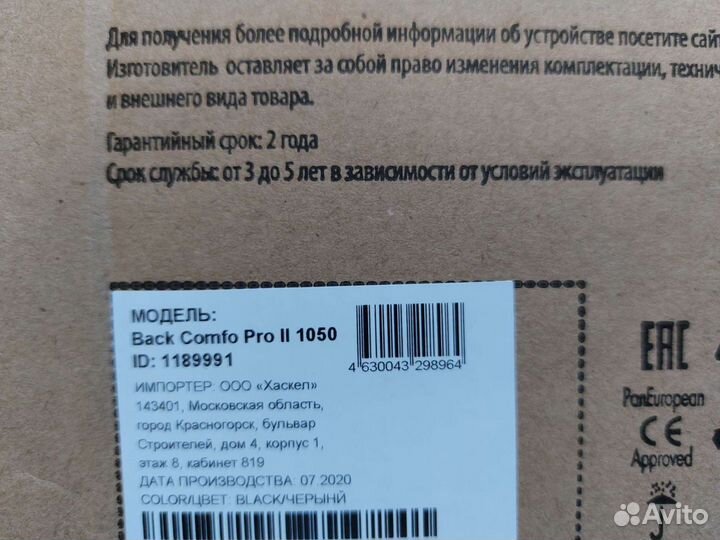 Для получения более подробной информации об устройстве посетите сайт
Изготовитель оставляет за собой право изменения комплектации,
и внешнего вида товара.
Гарантийный срок: 2 года
Срок службы: от 3 до 5 лет в зависимости от условий эксплуатации
МОДЕЛЬ:
Back Comfo Pro II 1050
ID: 1189991
4 630043 298964
ИМПОРТЕР: ООО «Хаскел»
143401, Московская область,
город Красногорск, бульвар
Строителей, дом 4, корпус 1,
этаж 8, кабинет 819
ДАТА ПРОИЗВОДСТВА: 07.2020
COLOR/ЦВЕТ: BLACK/ЧЕРЫНЙ
EAC
PanEuropean
CE
Approved
Avito